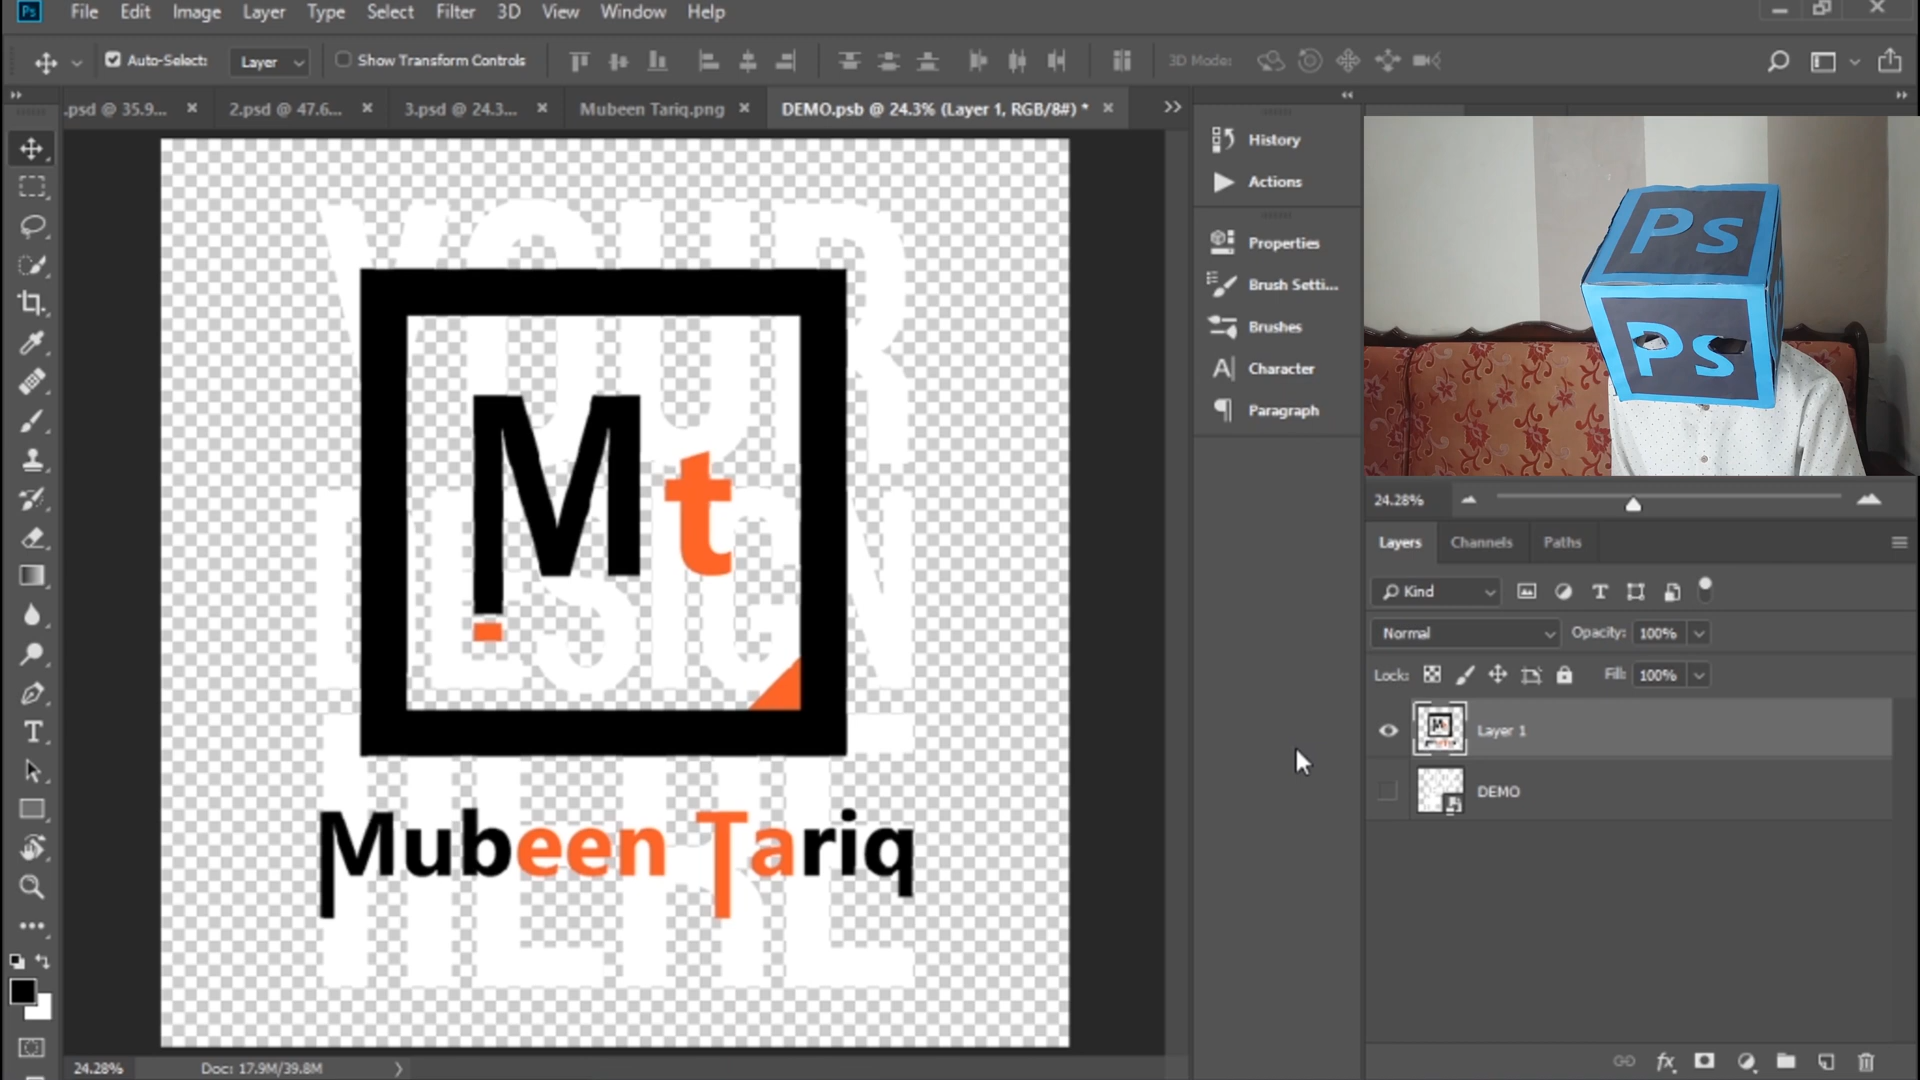 Ps File Edit Image Layer Type Select Filter 3D View Window Help
Auto-Select: Layer Show Transform Controls 3D Mode:
.psd @ 35.9... 2.psd @ 47.6... 3.psd @ 24.3... Mubeen Tariq.png DEMO.psb @ 24.3% (Layer 1, RGB/8#) *
History
Actions
Properties
Brush Setti...
Brushes
Character
Paragraph
Ps
Ps
YOUR
DESIGN
HERE
Mt
Mubeen Tariq
24.28%
Layers Channels Paths
Kind
Normal Opacity: 100%
Lock: Fill: 100%
Layer 1
DEMO
24.28% Doc: 17.9M/39.8M